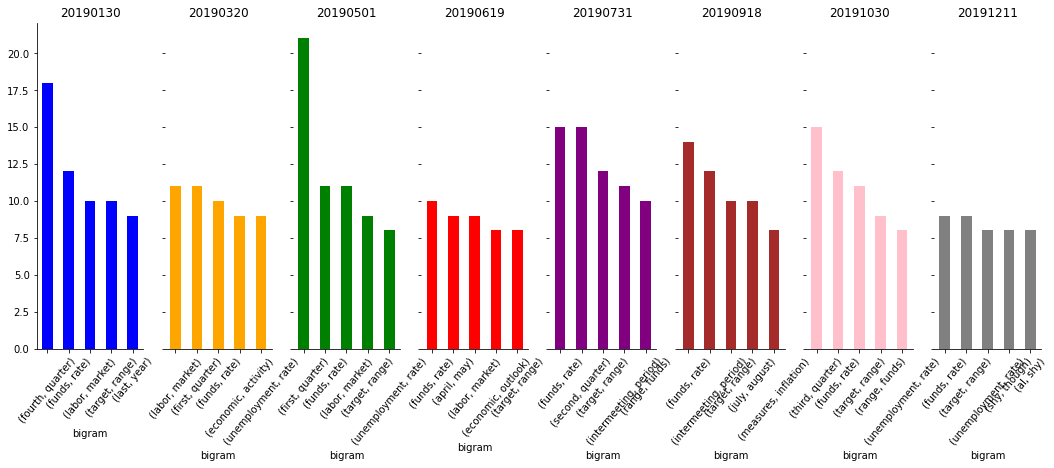 20190130
20190320
20190501
20190619
20190731
20190918
20191030
20191211
20.0
17.5
15.0
12.5
10.0
7.5
5.0
2.5
0.0
(fourth, quarter)
(funds, rate)
(labor, market)
(target, range)
(last, year)
bigram
(labor, market)
(first, quarter)
(funds, rate)
(economic, activity)
(unemployment, rate)
bigram
(first, quarter)
(funds, rate)
(labor, market)
(target, range)
(unemployment, rate)
bigram
(funds, rate)
(april, may)
(labor, market)
(economic, outlook)
(target, range)
bigram
(funds, rate)
(second, quarter)
(target, range)
(intermeeting, period)
(range, funds)
bigram
(funds, rate)
(intermeeting, period)
(target, range)
(july, august)
(measures, inflation)
bigram
(third, quarter)
(funds, rate)
(target, range)
(range, funds)
(unemployment, rate)
bigram
(funds, rate)
(target, range)
(unemployment, rate)
(shy, though)
(al, shy)
bigram